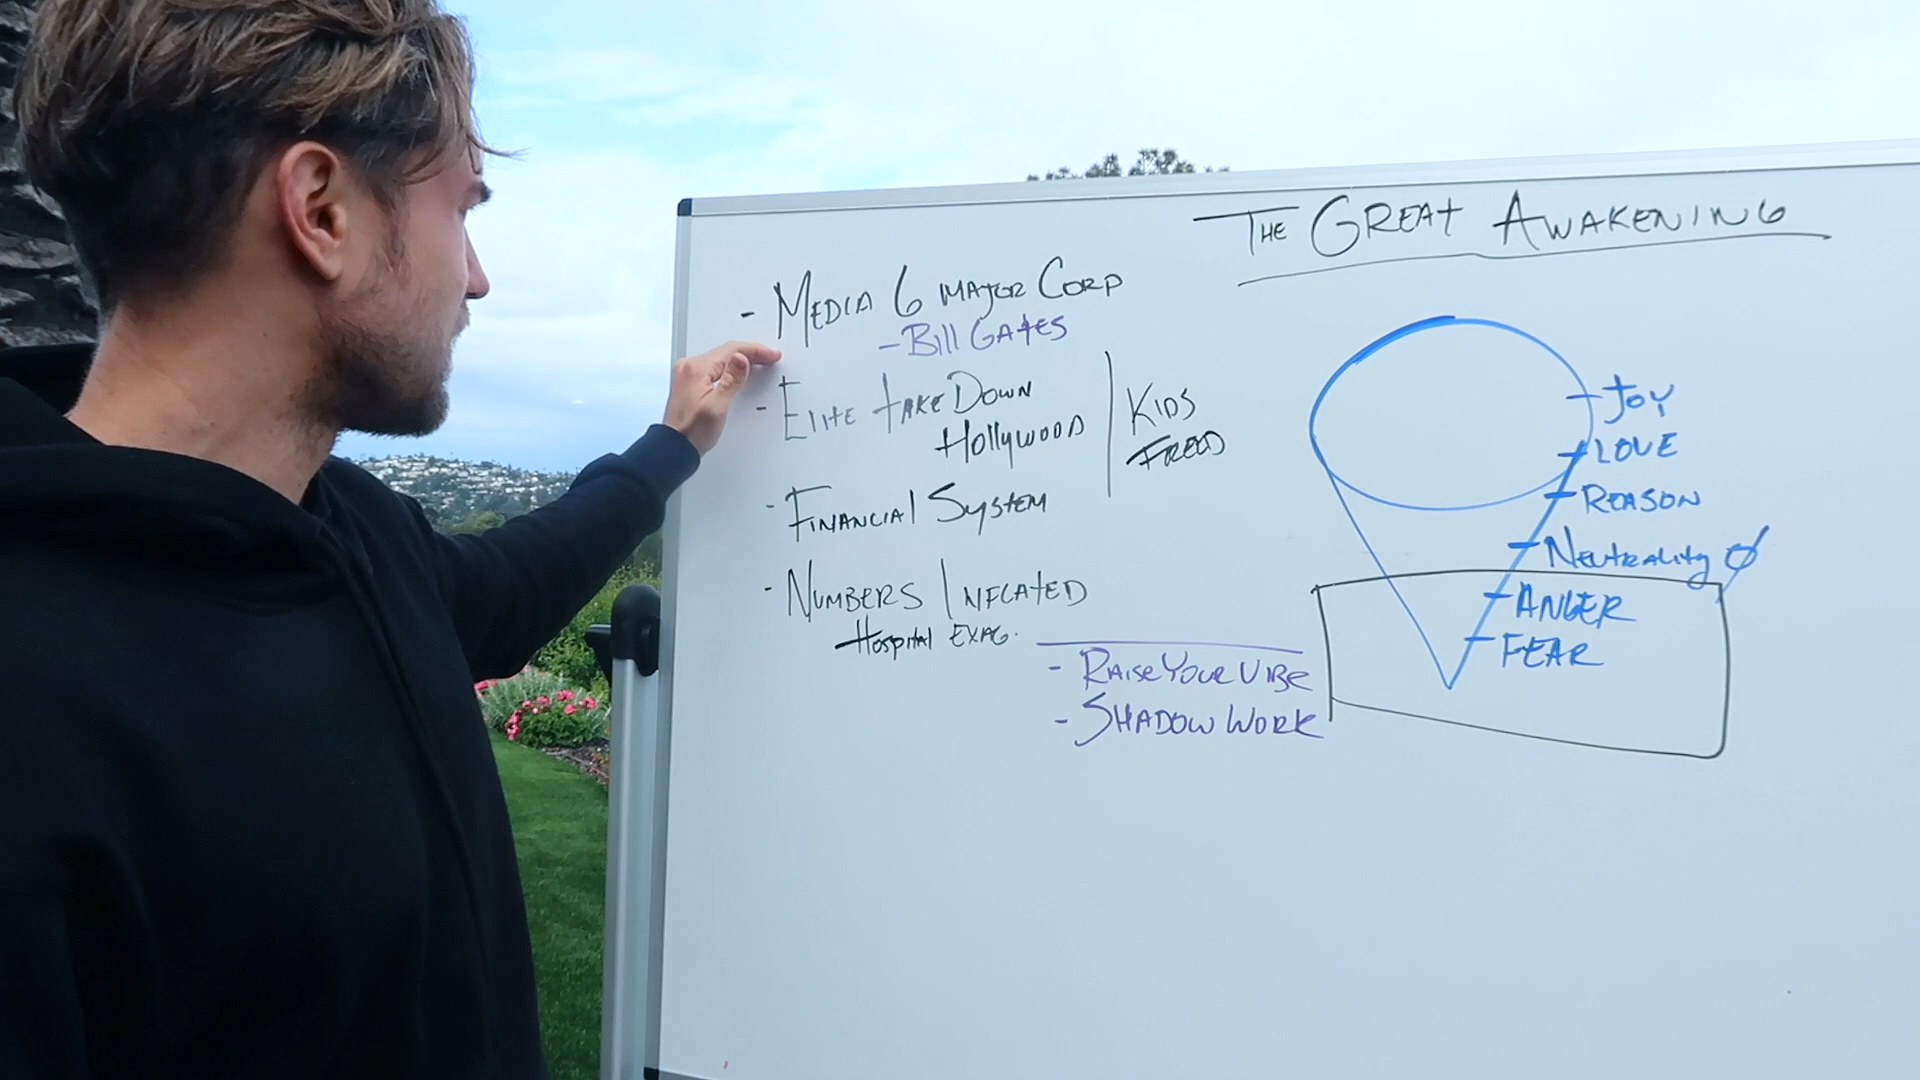 THE GREAT AWAKENING
- MEDIA 6 MAJOR CORP
- Bill GATES
- ElitE tAKE DOWN
HollYWOOD
KIDS
FREED
- FINANCIAL SYSTEM
- NUMBERS INFLATED
HOSPITAL EXAG.
- RAISE YOUR VIBE
- SHADOW WORK
JOY
LOVE
REASON
NEUTRALITY Ø
ANGER
FEAR